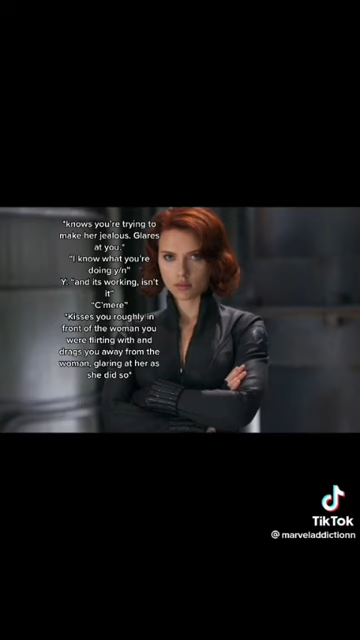 *knows you're trying to
make her jealous. Glares
at you.*
"I know what you're
doing y/n"
Y. "and its working, isn't
it"
"C'mere"
*Kisses you roughly in
front of the woman you
were flirting with and
drags you away from the
woman, glaring at her as
she did so*
TikTok
@marveladdictionn